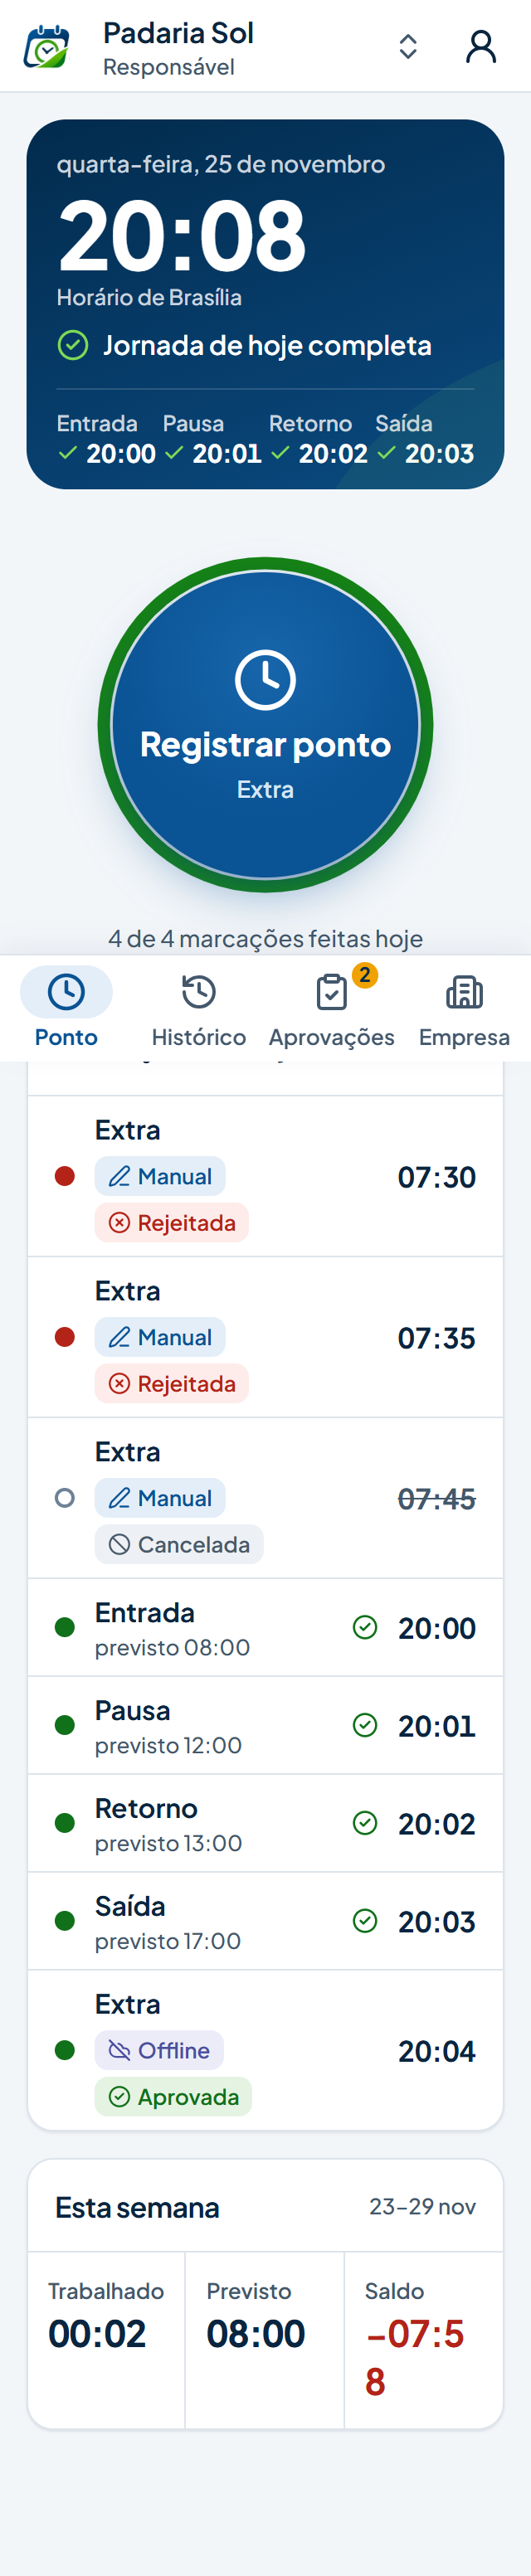 Padaria Sol
Responsável
quarta-feira, 25 de novembro
20:08
Horário de Brasília
Jornada de hoje completa
Entrada Pausa Retorno Saída
20:00 20:01 20:02 20:03
Registrar ponto
Extra
4 de 4 marcações feitas hoje
2
Ponto Histórico Aprovações Empresa
Extra
Manual
07:30
Rejeitada
Extra
Manual
07:35
Rejeitada
Extra
Manual
07:45
Cancelada
Entrada
20:00
previsto 08:00
Pausa
20:01
previsto 12:00
Retorno
20:02
previsto 13:00
Saída
20:03
previsto 17:00
Extra
Offline
20:04
Aprovada
Esta semana 23–29 nov
Trabalhado Previsto Saldo
00:02 08:00 −07:5
8